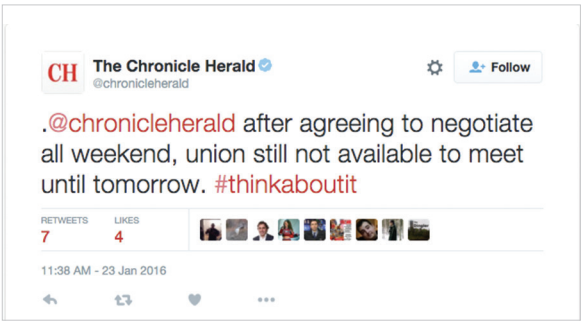 CH
The Chronicle Herald
@chronicleherald
Follow
.@chronicleherald after agreeing to negotiate
all weekend, union still not available to meet
until tomorrow. #thinkaboutit
RETWEETS LIKES
7 4
11:38 AM - 23 Jan 2016